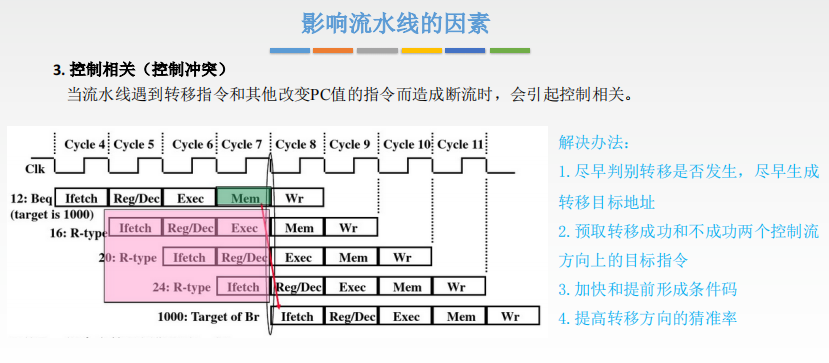 影响流水线的因素
3. 控制相关（控制冲突）
当流水线遇到转移指令和其他改变PC值的指令而造成断流时，会引起控制相关。
Cycle 4 Cycle 5 Cycle 6 Cycle 7 Cycle 8 Cycle 9 Cycle 10 Cycle 11
Clk
12: Beq Ifetch Reg/Dec Exec Mem Wr
(target is 1000)
16: R-type Ifetch Reg/Dec Exec Mem Wr
20: R-type Ifetch Reg/Dec Exec Mem Wr
24: R-type Ifetch Reg/Dec Exec Mem Wr
1000: Target of Br Ifetch Reg/Dec Exec Mem Wr
解决办法：
1.尽早判别转移是否发生，尽早生成
转移目标地址
2.预取转移成功和不成功两个控制流
方向上的目标指令
3.加快和提前形成条件码
4.提高转移方向的猜准率